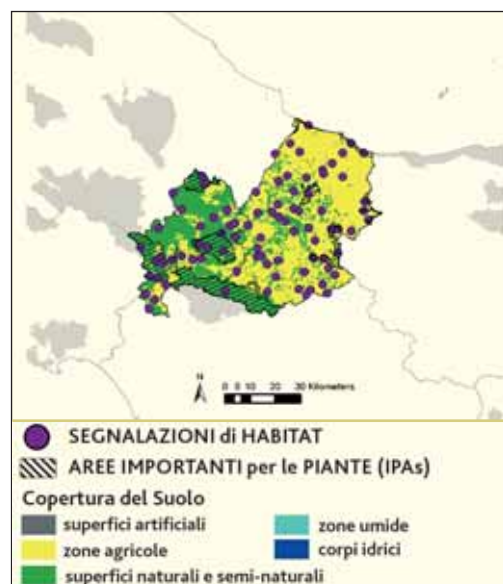 N
0 5 10 20 30 Kilometers
SEGNALAZIONI di HABITAT
AREE IMPORTANTI per le PIANTE (IPAs)
Copertura del Suolo
superfici artificiali
zone umide
zone agricole
corpi idrici
superfici naturali e semi-naturali